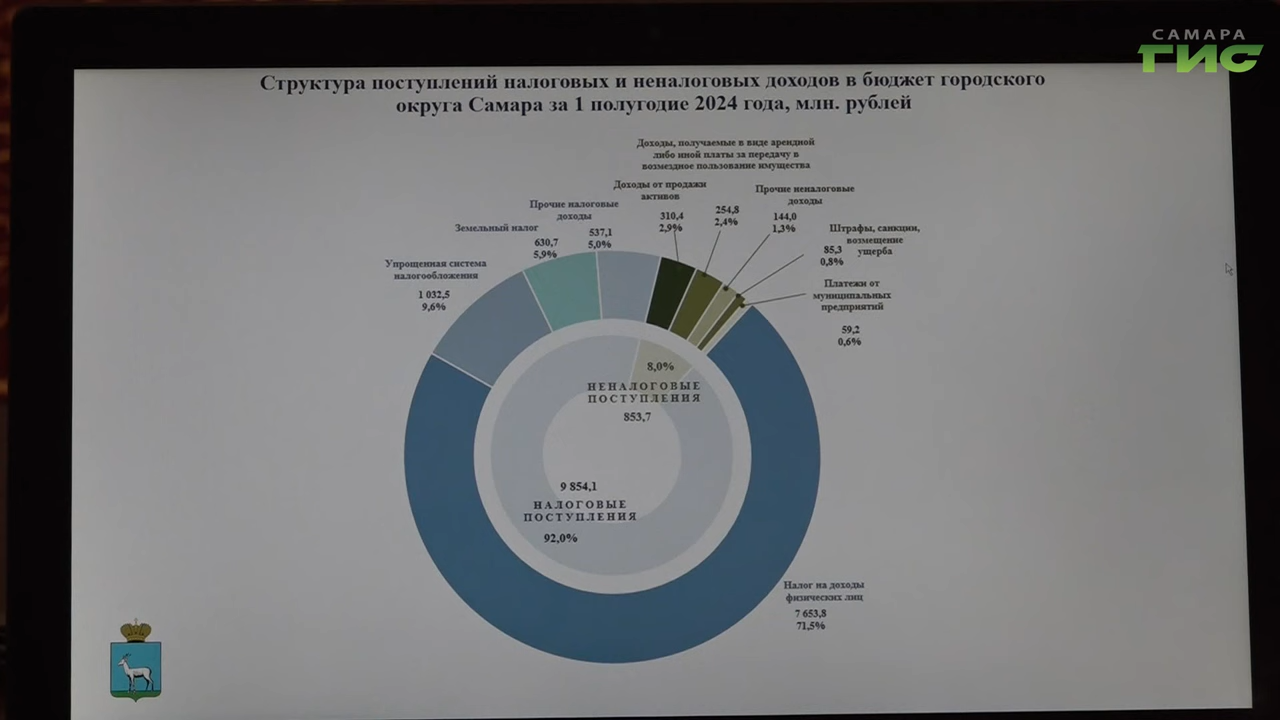 САМАРА
ГИС
Структура поступлений налоговых и неналоговых доходов в бюджет городского
округа Самара за 1 полугодие 2024 года, млн. рублей
Доходы, получаемые в виде арендной
либо иной платы за передачу в
возмездное пользование имущества
254,8
2,4%
Доходы от продажи
активов
310,4
2,9%
Прочие неналоговые
доходы
144,0
1,3%
Прочие налоговые
доходы
537,1
5,0%
Земельный налог
630,7
5,9%
Штрафы, санкции,
возмещение
ущерба
85,3
0,8%
Упрощенная система
налогообложения
1 032,5
9,6%
Платежи от
муниципальных
предприятий
59,2
0,6%
8,0%
НЕНАЛОГОВЫЕ
ПОСТУПЛЕНИЯ
853,7
9 854,1
НАЛОГОВЫЕ
ПОСТУПЛЕНИЯ
92,0%
Налог на доходы
физических лиц
7 653,8
71,5%